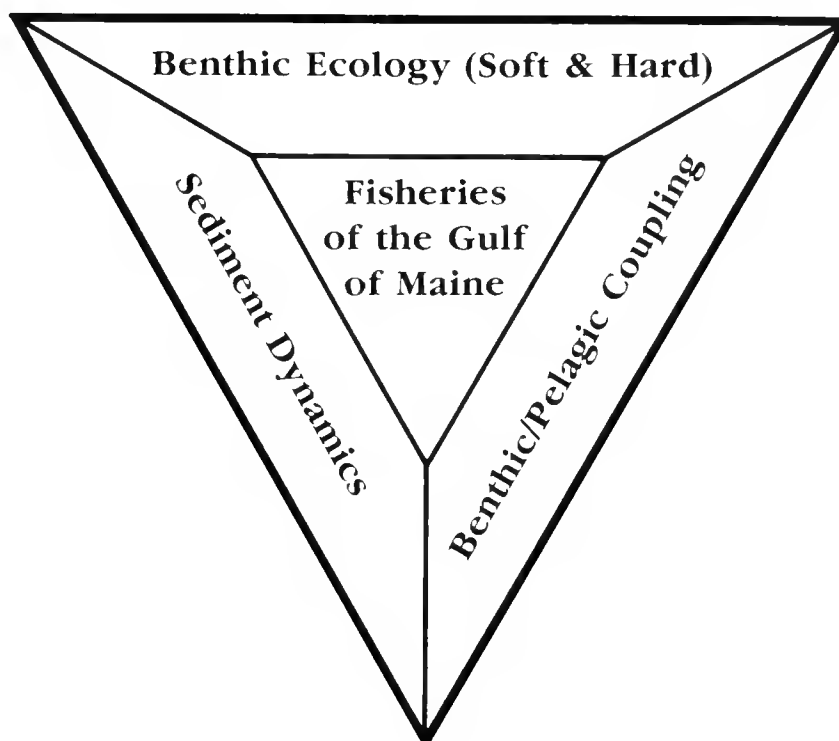 Benthic Ecology (Soft & Hard)
Fisheries
of the Gulf
of Maine
Sediment Dynamics
Benthic/Pelagic Coupling